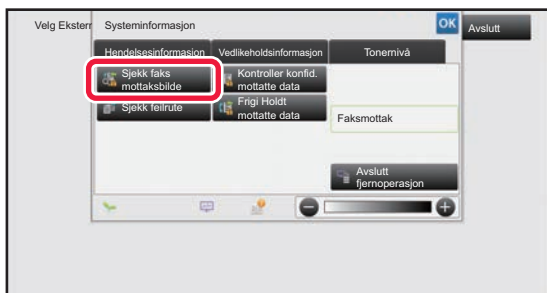 Velg Ekstern
Systeminformasjon
OK
Avslutt
Hendelsesinformasjon
Vedlikeholdsinformasjon
Tonernivå
Sjekk faks
mottaksbilde
Kontroller konfid.
mottatte data
Sjekk feilrute
Frigi Holdt
mottatte data
Faksmottak
Avslutt
fjernoperasjon